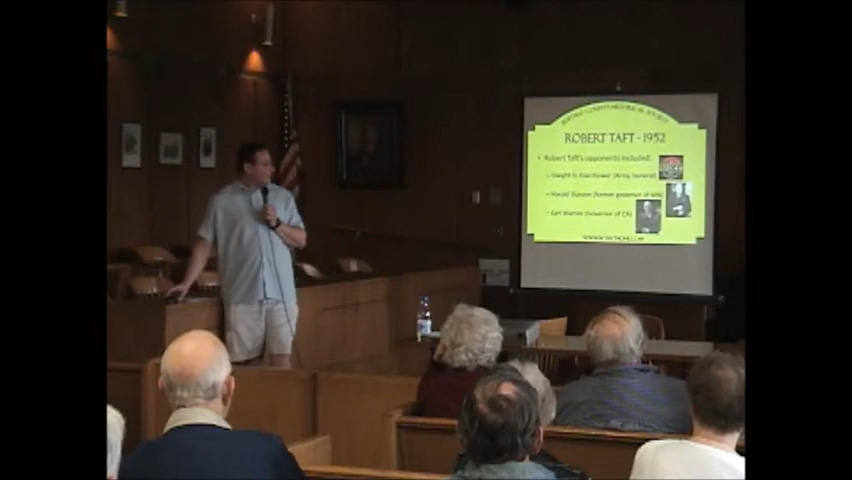 ROBERT TAFT - 1952
• Robert Taft's opponents included:
– Dwight D. Eisenhower (Army General)
– Harold Stassen (former governor of MN)
– Earl Warren (Governor of CA)